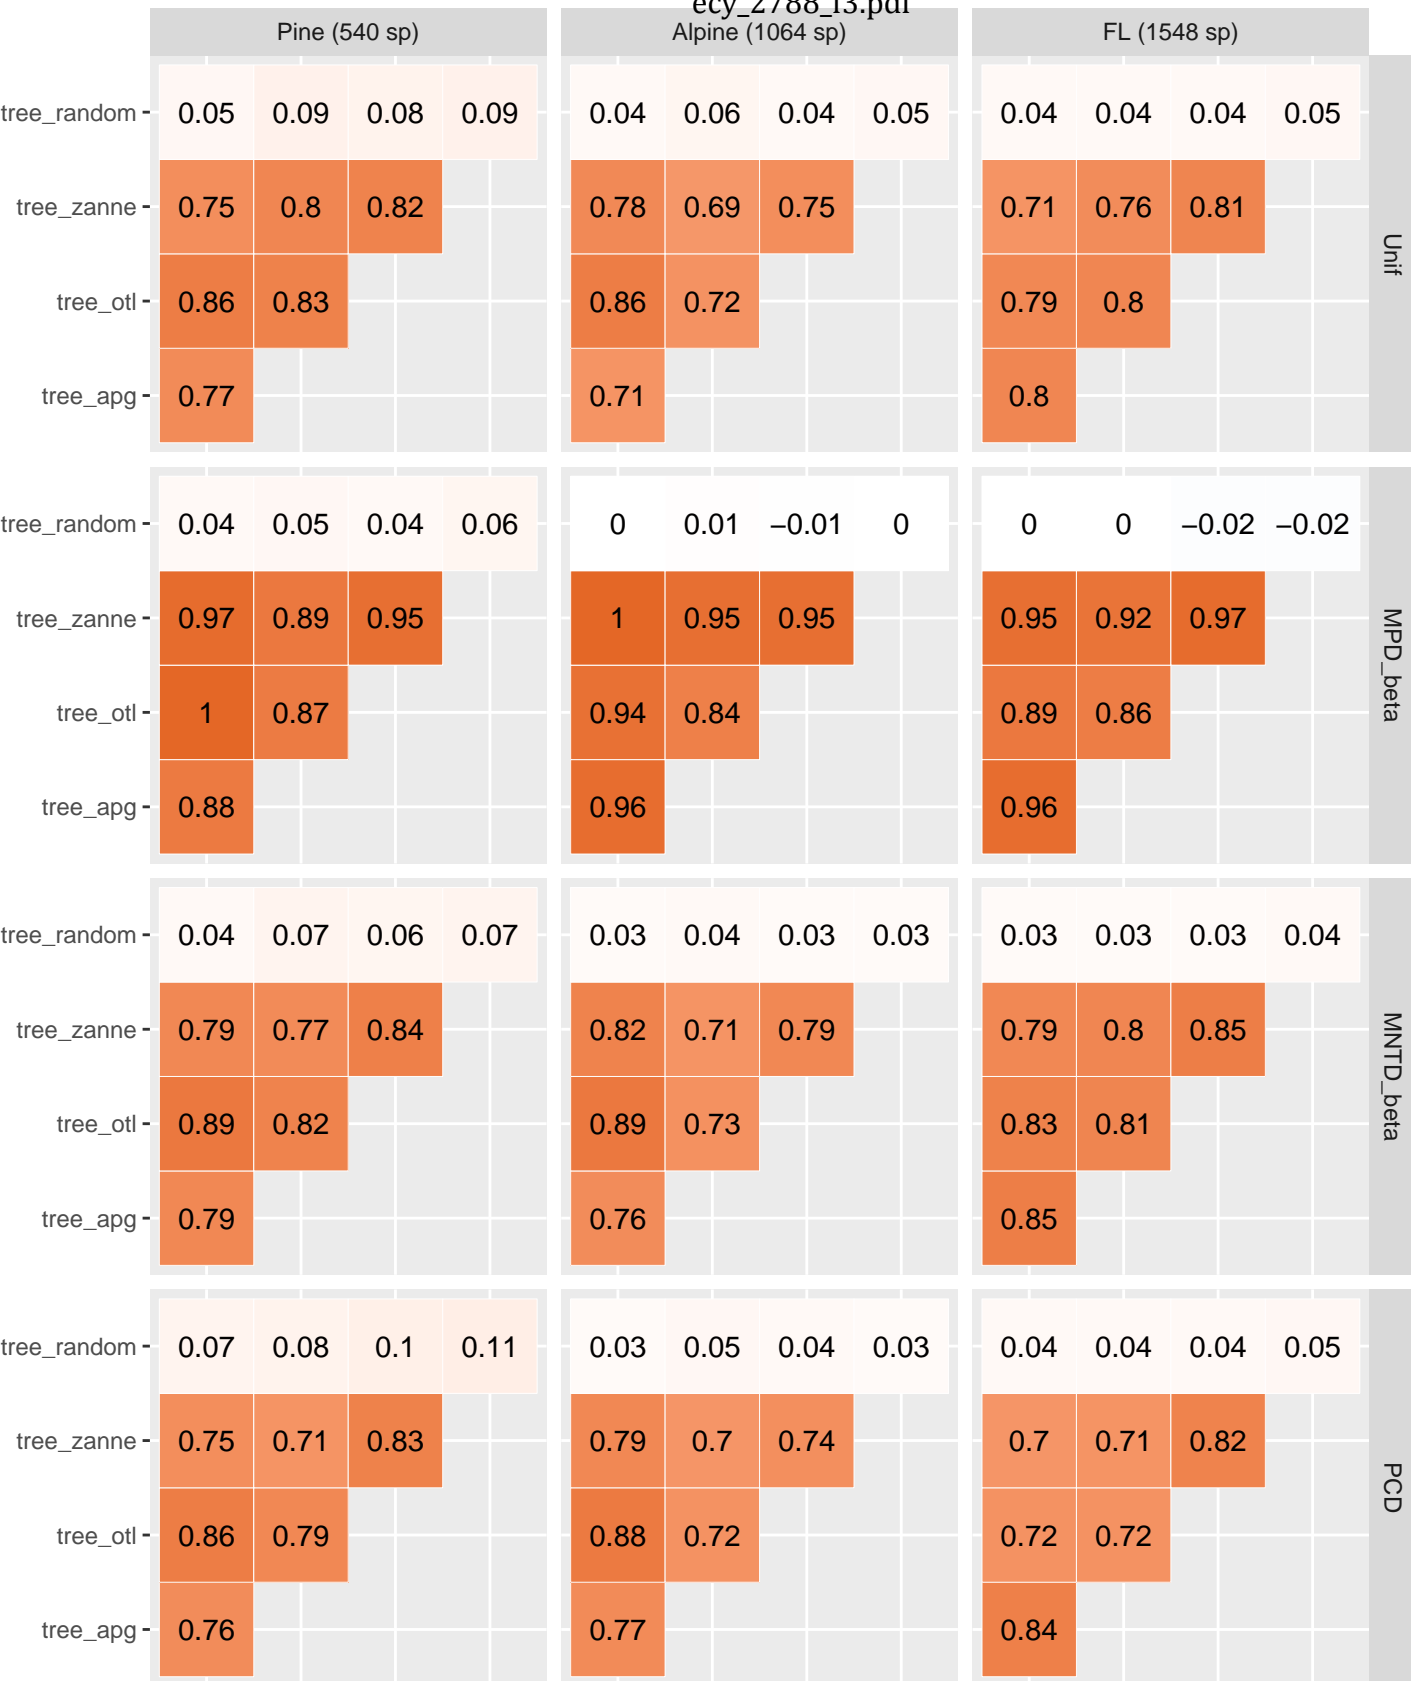 ecy_2788_f3.pdf
Pine (540 sp) Alpine (1064 sp) FL (1548 sp)
tree_random 0.05 0.09 0.08 0.09 0.04 0.06 0.04 0.05 0.04 0.04 0.04 0.05
tree_zanne 0.75 0.8 0.82 0.78 0.69 0.75 0.71 0.76 0.81
Unif
tree_otl 0.86 0.83 0.86 0.72 0.79 0.8
tree_apg 0.77 0.71 0.8
tree_random 0.04 0.05 0.04 0.06 0 0.01 −0.01 0 0 0 −0.02 −0.02
tree_zanne 0.97 0.89 0.95 1 0.95 0.95 0.95 0.92 0.97
MPD_beta
tree_otl 1 0.87 0.94 0.84 0.89 0.86
tree_apg 0.88 0.96 0.96
tree_random 0.04 0.07 0.06 0.07 0.03 0.04 0.03 0.03 0.03 0.03 0.03 0.04
tree_zanne 0.79 0.77 0.84 0.82 0.71 0.79 0.79 0.8 0.85
MNTD_beta
tree_otl 0.89 0.82 0.89 0.73 0.83 0.81
tree_apg 0.79 0.76 0.85
tree_random 0.07 0.08 0.1 0.11 0.03 0.05 0.04 0.03 0.04 0.04 0.04 0.05
tree_zanne 0.75 0.71 0.83 0.79 0.7 0.74 0.7 0.71 0.82
PCD
tree_otl 0.86 0.79 0.88 0.72 0.72 0.72
tree_apg 0.76 0.77 0.84